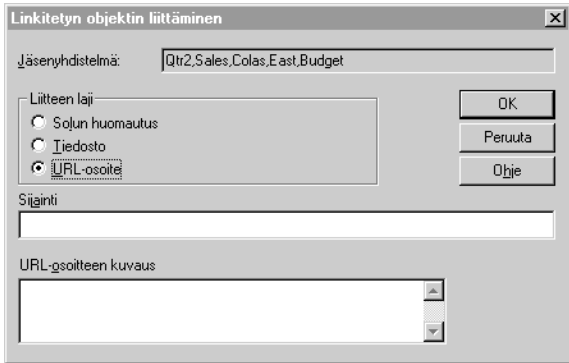 Linkitetyn objektin liittäminen
Jäsenyhdistelmä: Qtr2,Sales,Colas,East,Budget
Liitteen laji
Solun huomautus
Tiedosto
URL-osoite
OK
Peruuta
Ohje
Sijainti
URL-osoitteen kuvaus